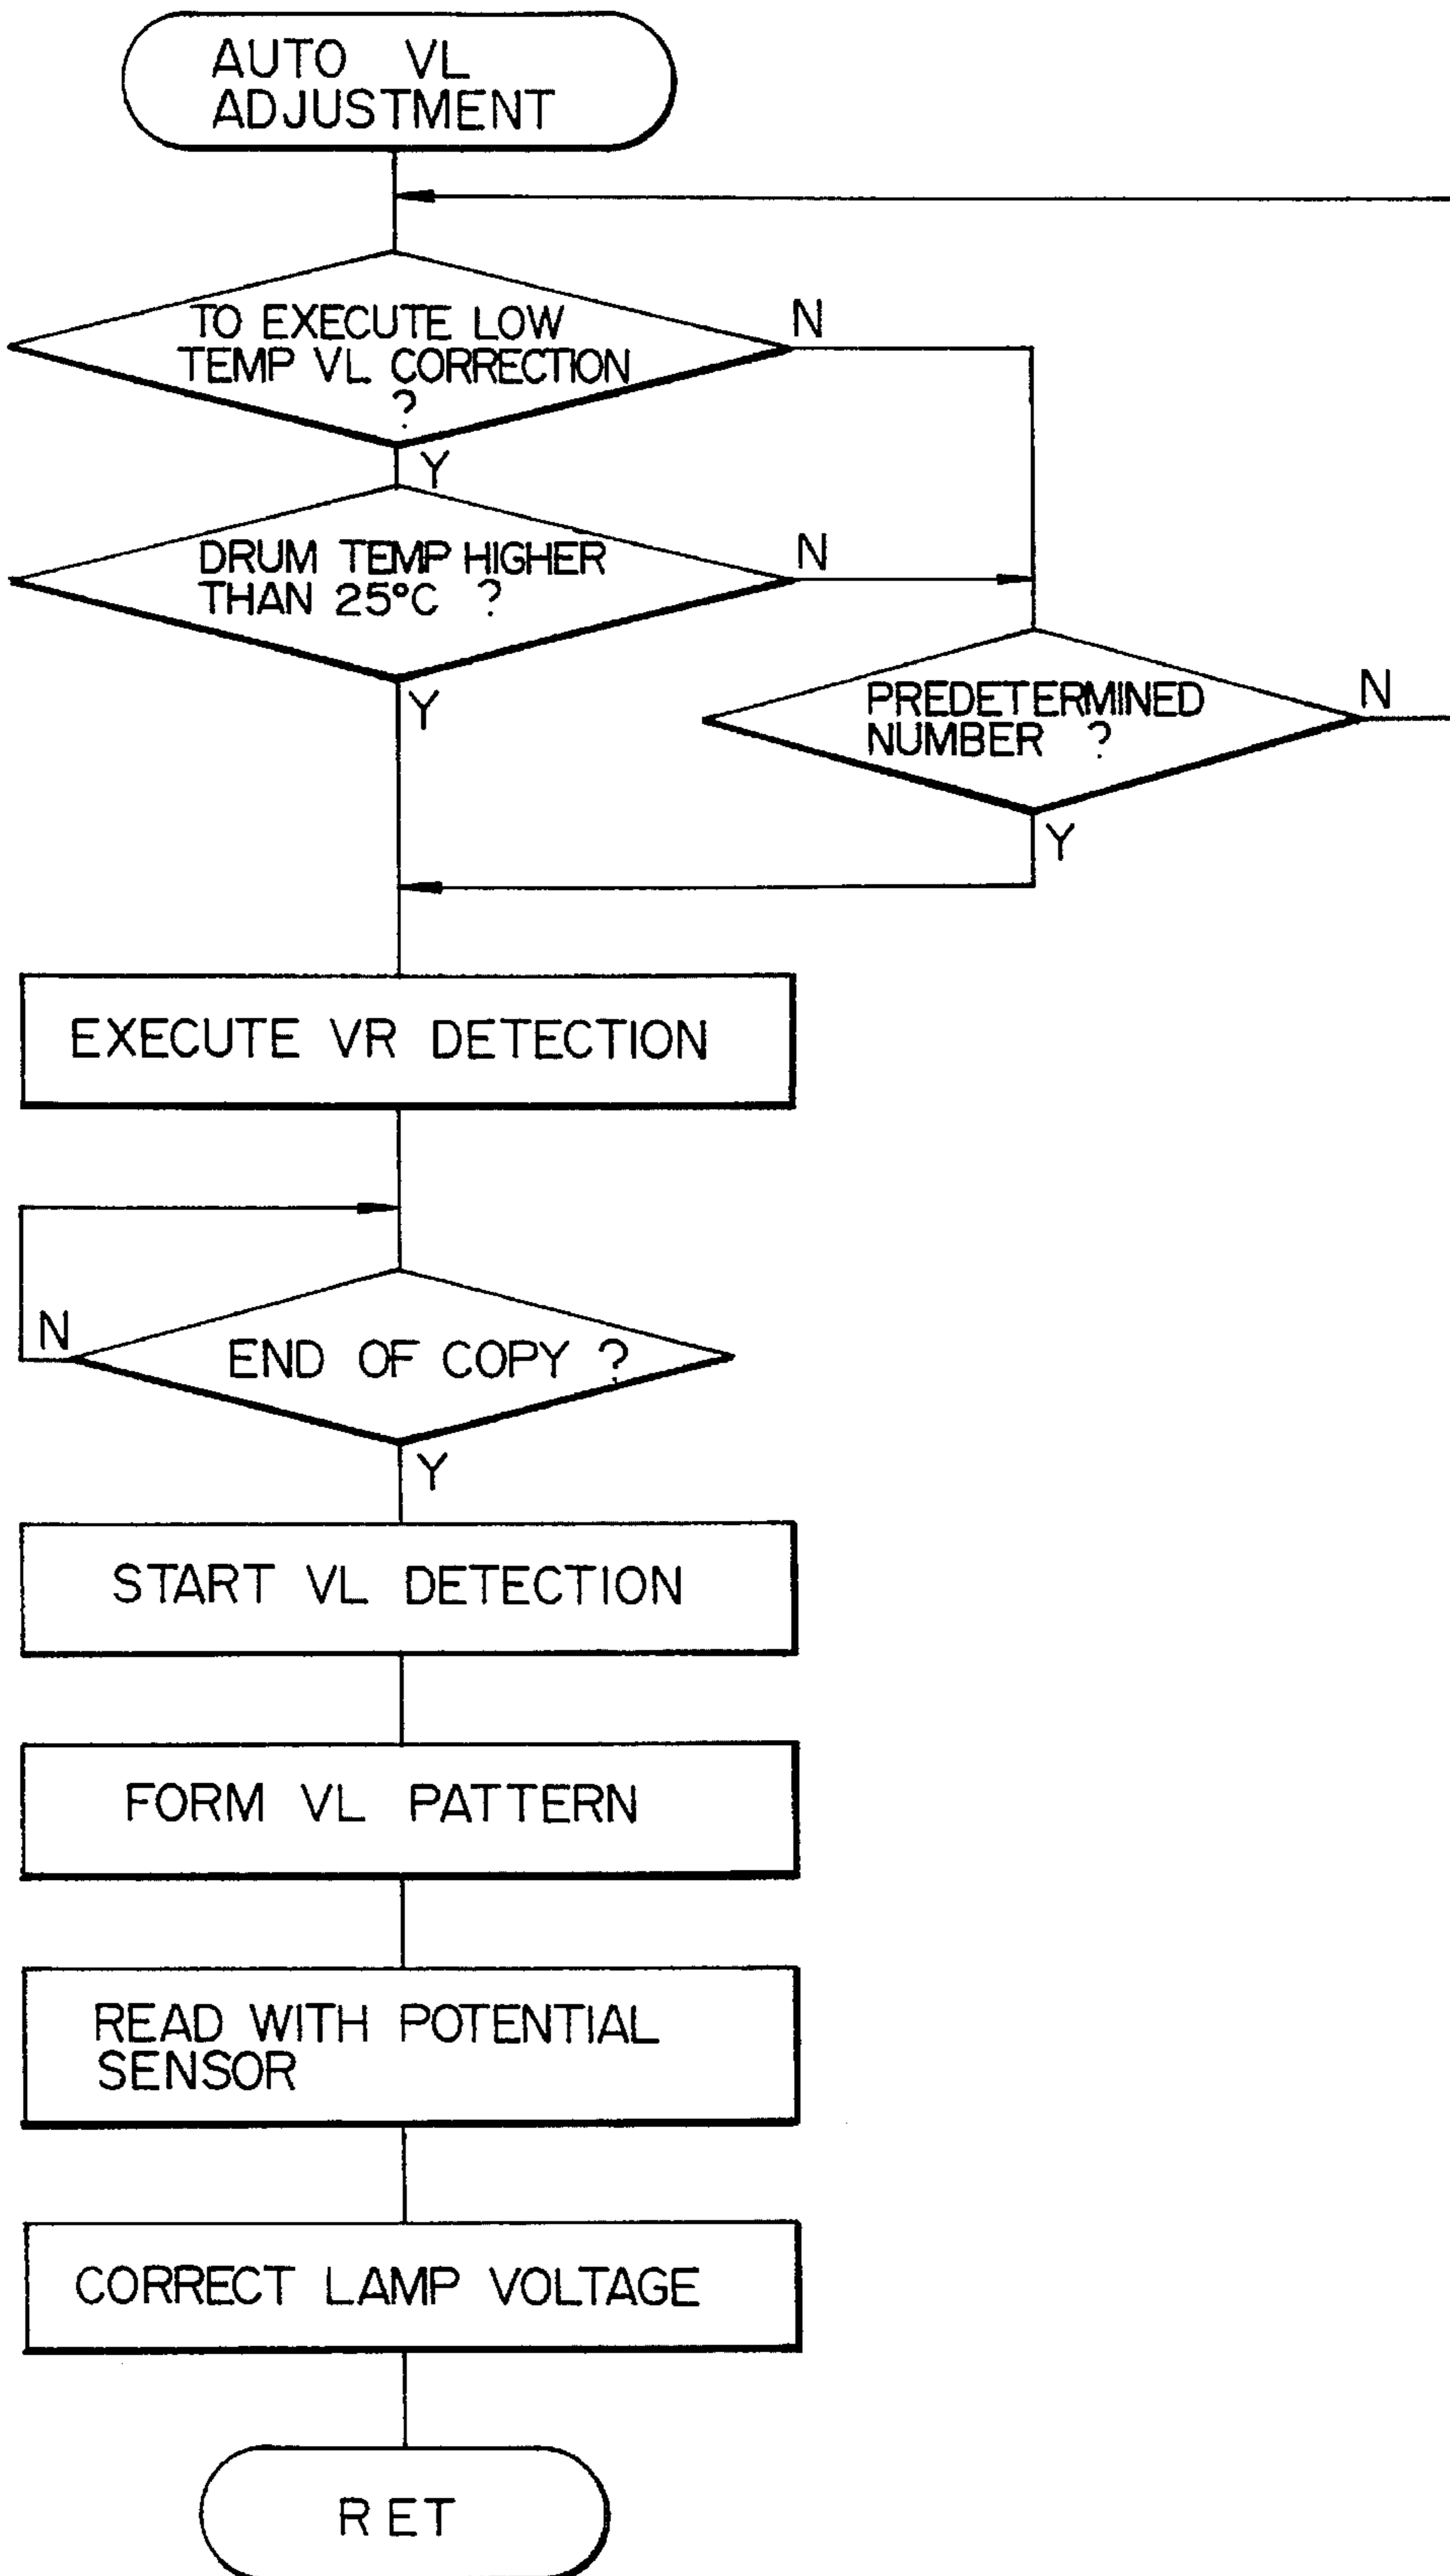 AUTO VL
ADJUSTMENT
TO EXECUTE LOW
TEMP VL CORRECTION
?
N
Y
DRUM TEMP HIGHER
THAN 25°C ?
N
Y
PREDETERMINED
NUMBER ?
N
Y
EXECUTE VR DETECTION
END OF COPY ?
N
Y
START VL DETECTION
FORM VL PATTERN
READ WITH POTENTIAL
SENSOR
CORRECT LAMP VOLTAGE
RET